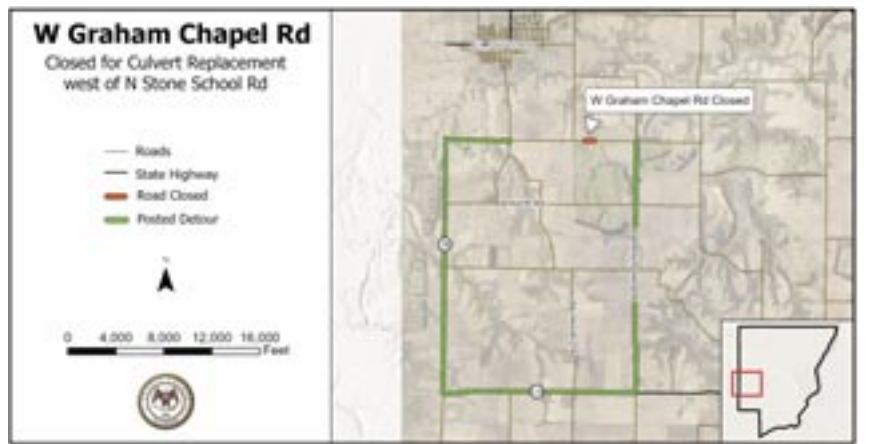 W Graham Chapel Rd
Closed for Culvert Replacement
west of N Stone School Rd
Roads
State Highway
Road Closed
Posted Detour
N
0 4,000 8,000 12,000 16,000
Feet
W Graham Chapel Rd Closed